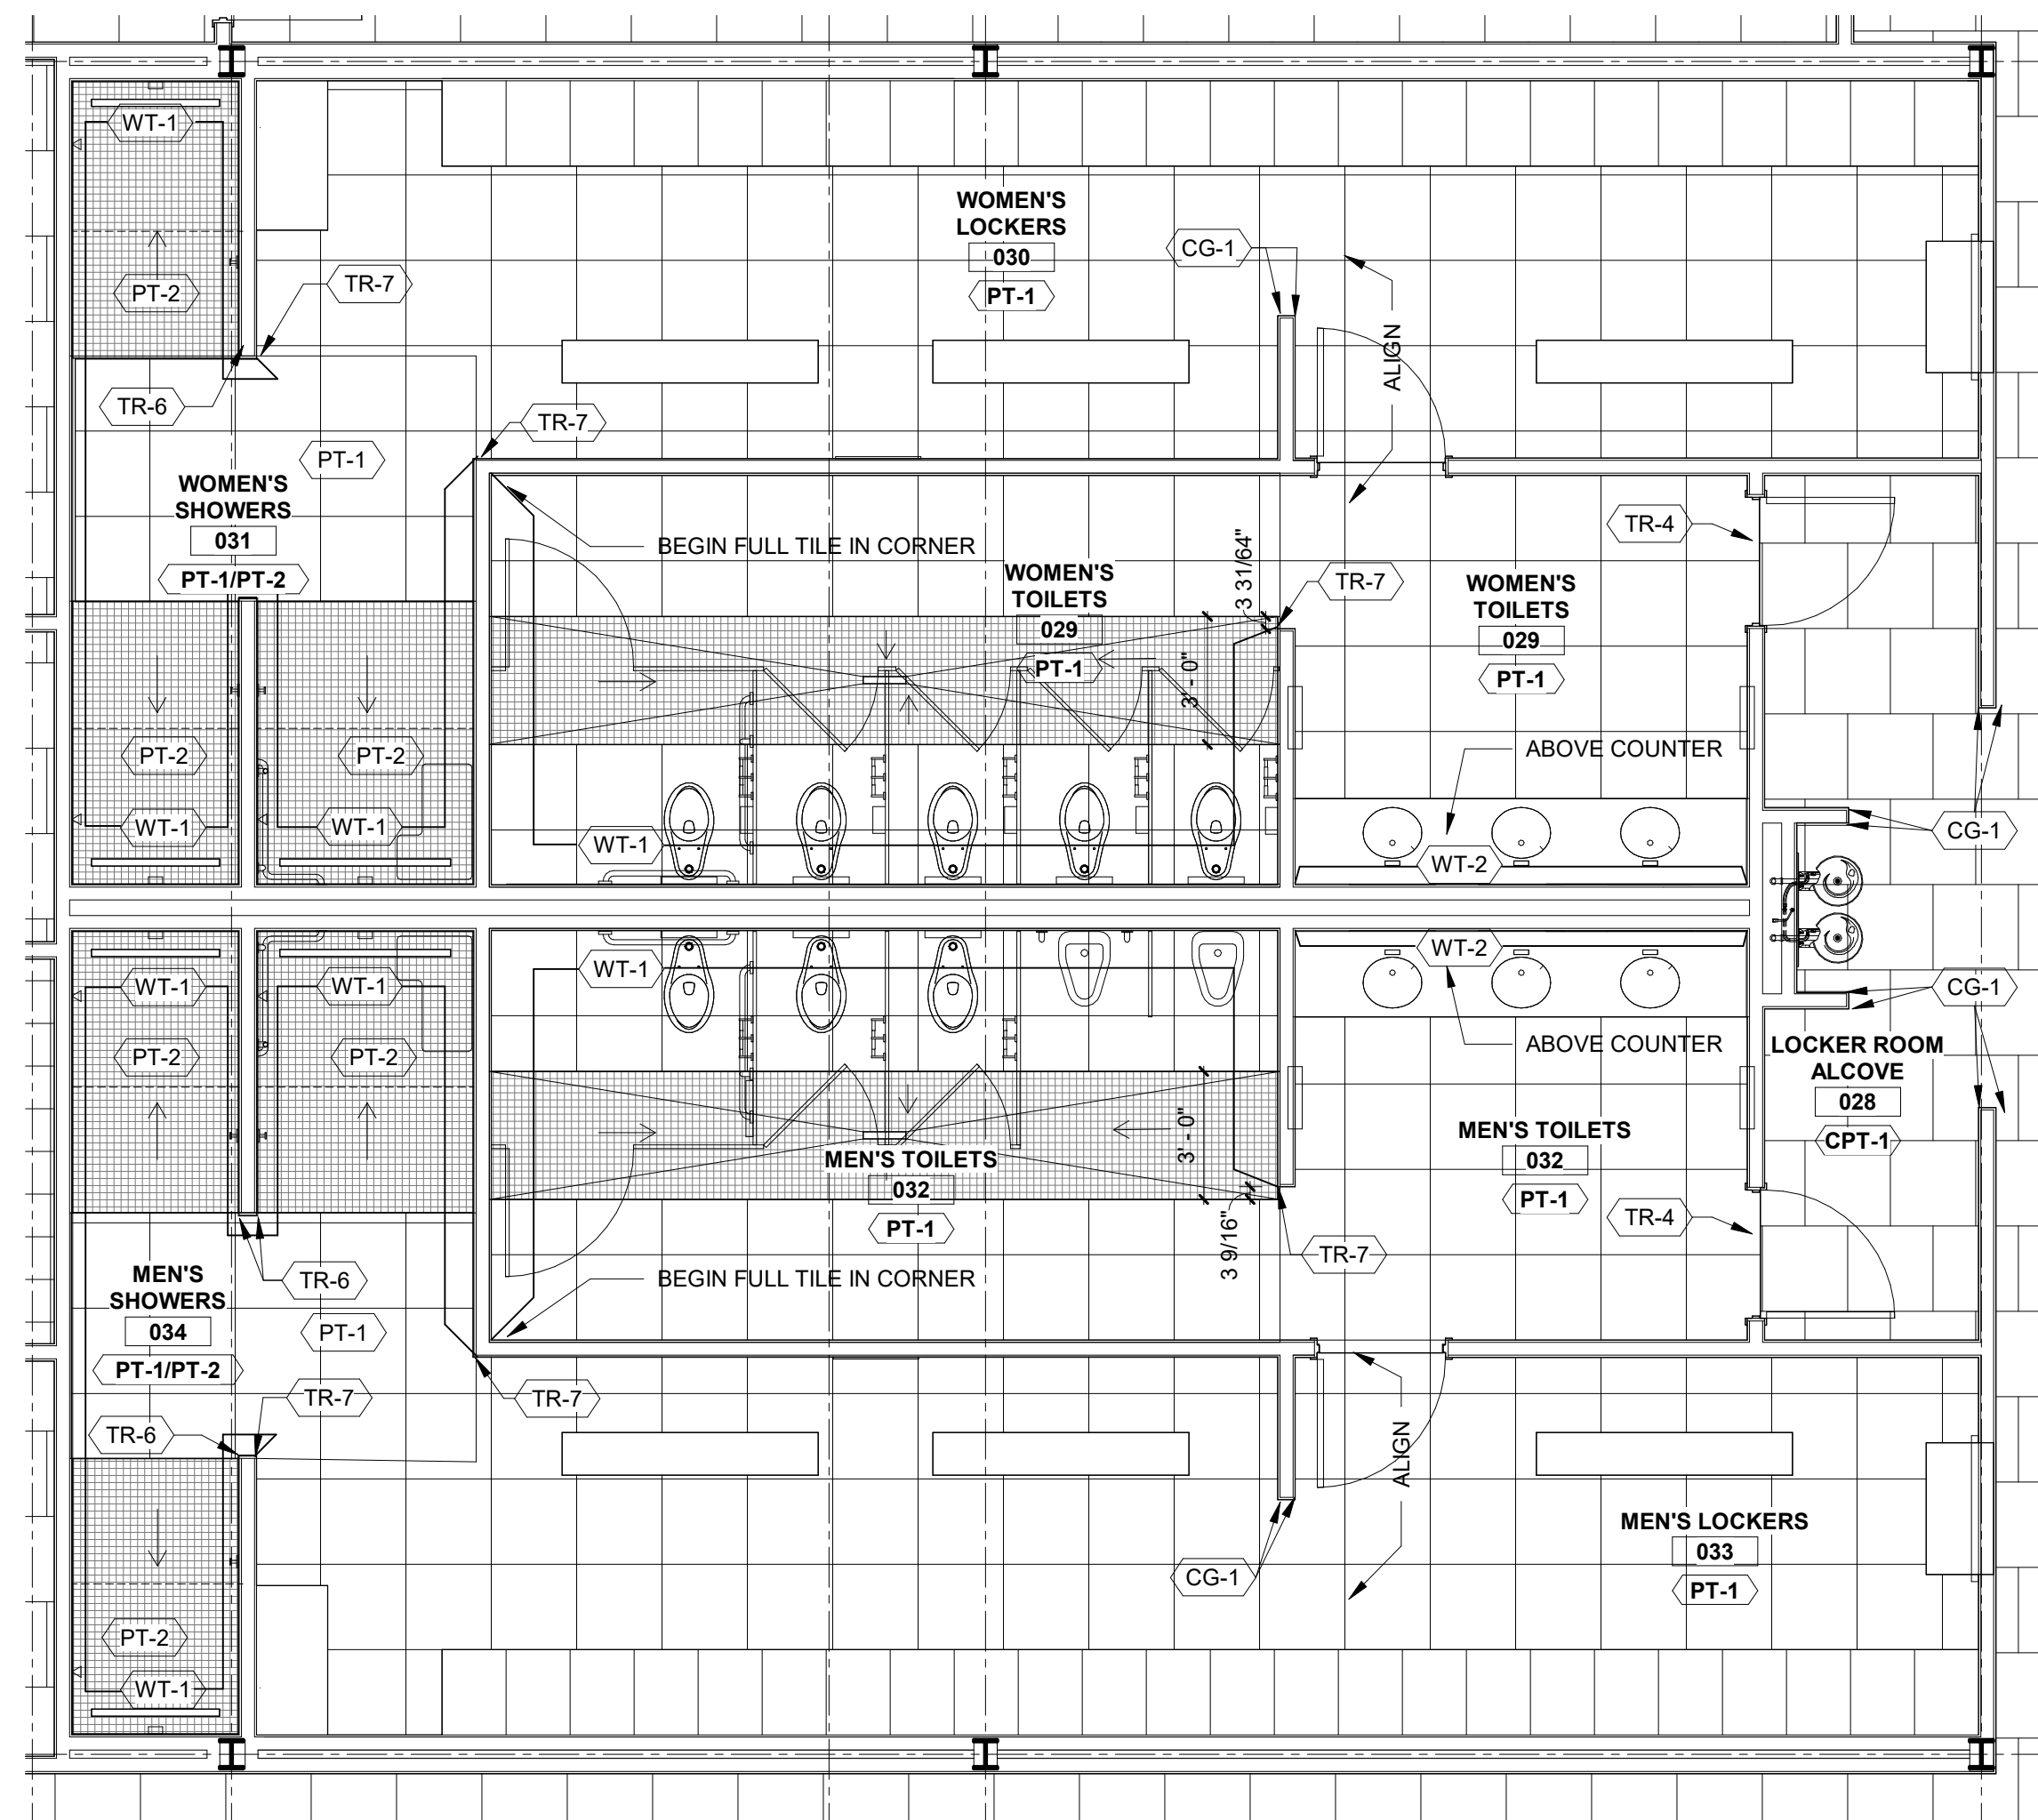 WT-1
WOMEN'S
LOCKERS
030
PT-1
CG-1
PT-2
TR-7
ALIGN
TR-6
TR-7
PT-1
WOMEN'S
SHOWERS
031
PT-1/PT-2
BEGIN FULL TILE IN CORNER
WOMEN'S
TOILETS
029
PT-1
3 31/64"
3' - 0"
TR-7
WOMEN'S
TOILETS
029
PT-1
TR-4
PT-2
PT-2
ABOVE COUNTER
WT-1
WT-1
WT-1
WT-2
CG-1
WT-1
WT-1
WT-1
WT-2
CG-1
PT-2
PT-2
ABOVE COUNTER
LOCKER ROOM
ALCOVE
028
CPT-1
MEN'S TOILETS
032
PT-1
3' - 0"
3 9/16"
MEN'S TOILETS
032
PT-1
TR-4
TR-7
MEN'S
SHOWERS
034
PT-1/PT-2
TR-6
PT-1
BEGIN FULL TILE IN CORNER
TR-7
TR-7
TR-6
ALIGN
MEN'S LOCKERS
033
PT-1
CG-1
PT-2
WT-1